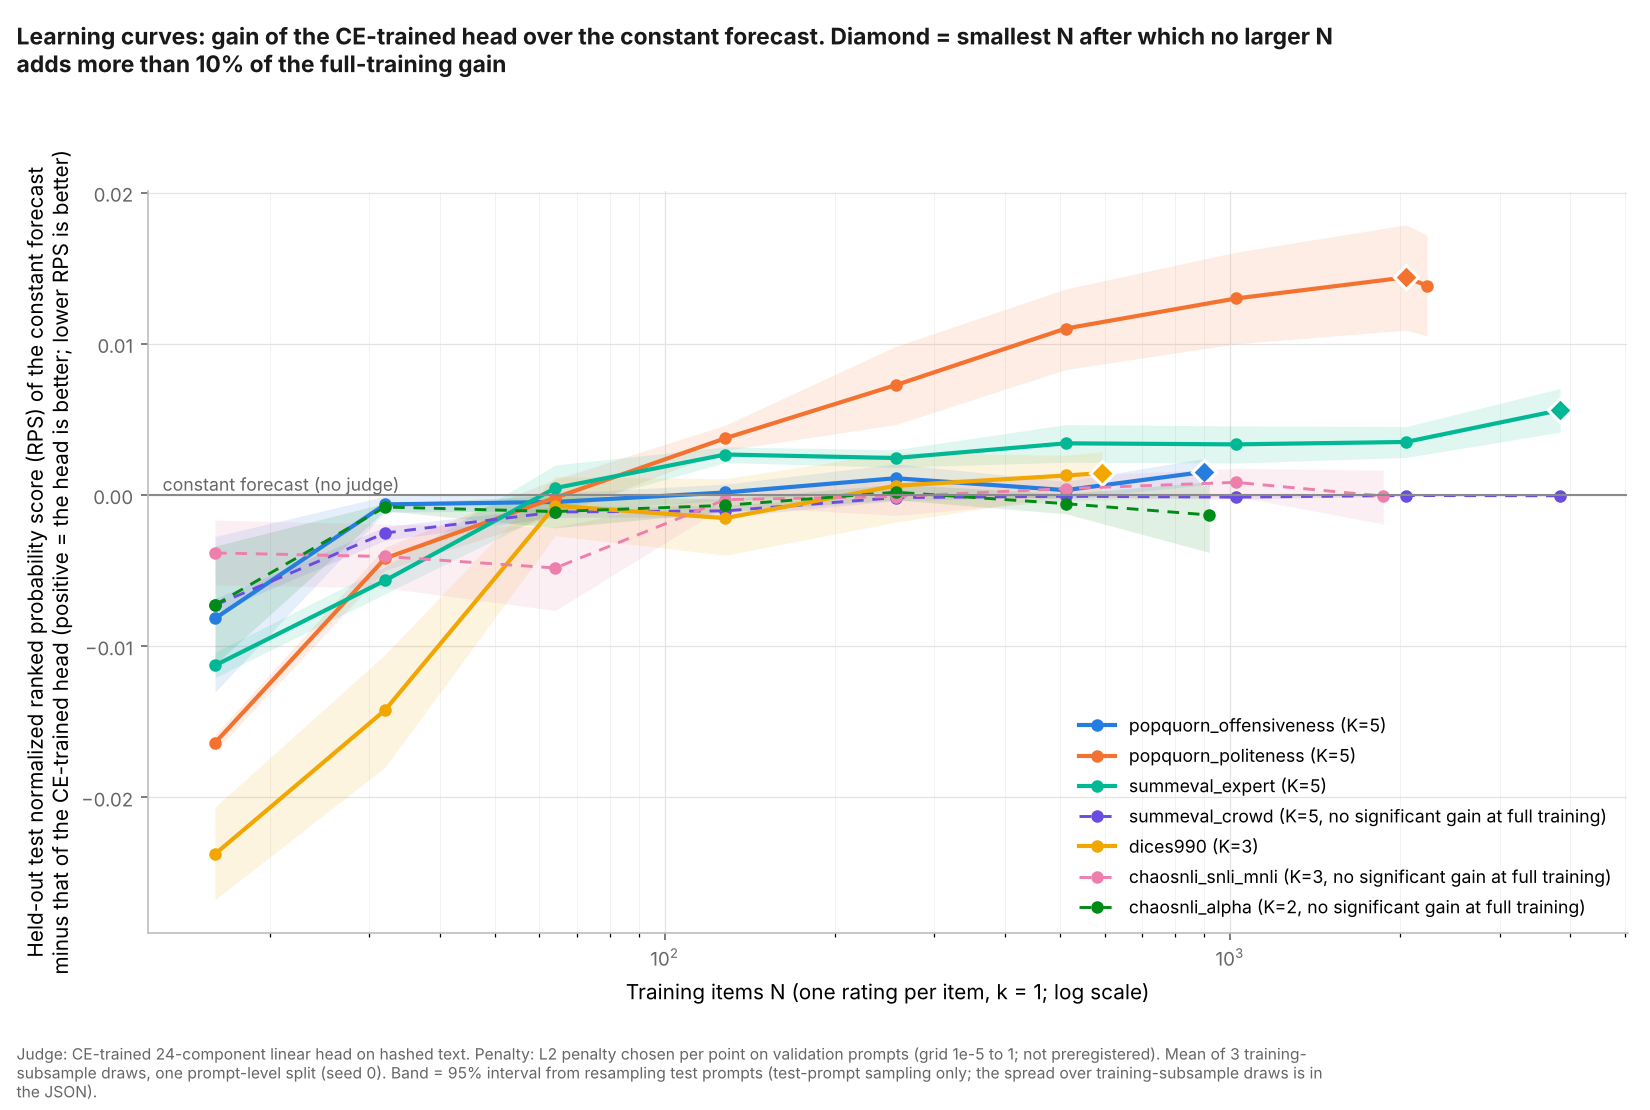 Learning curves: gain of the CE-trained head over the constant forecast. Diamond = smallest N after which no larger N
adds more than 10% of the full-training gain
Held-out test normalized ranked probability score (RPS) of the constant forecast
minus that of the CE-trained head (positive = the head is better; lower RPS is better)
0.02
0.01
0.00
−0.01
−0.02
constant forecast (no judge)
popquorn_offensiveness (K=5)
popquorn_politeness (K=5)
summeval_expert (K=5)
summeval_crowd (K=5, no significant gain at full training)
dices990 (K=3)
chaosnli_snli_mnli (K=3, no significant gain at full training)
chaosnli_alpha (K=2, no significant gain at full training)
10² 10³
Training items N (one rating per item, k = 1; log scale)
Judge: CE-trained 24-component linear head on hashed text. Penalty: L2 penalty chosen per point on validation prompts (grid 1e-5 to 1; not preregistered). Mean of 3 training-
subsample draws, one prompt-level split (seed 0). Band = 95% interval from resampling test prompts (test-prompt sampling only; the spread over training-subsample draws is in
the JSON).